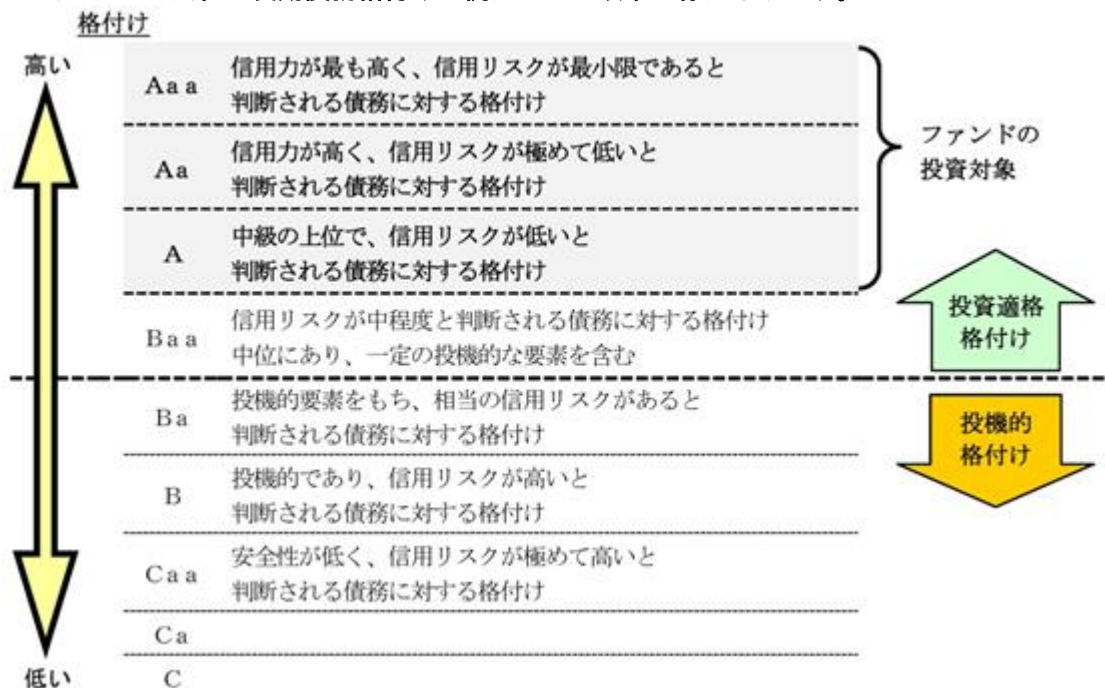 格付け
高い
Aaa
信用力が最も高く、信用リスクが最小限であると
判断される債務に対する格付け
Aa
信用力が高く、信用リスクが極めて低いと
判断される債務に対する格付け
A
中級の上位で、信用リスクが低いと
判断される債務に対する格付け
ファンドの
投資対象
Baa
信用リスクが中程度と判断される債務に対する格付け
中位にあり、一定の投機的な要素を含む
投資適格
格付け
Ba
投機的要素をもち、相当の信用リスクがあると
判断される債務に対する格付け
投機的
格付け
B
投機的であり、信用リスクが高いと
判断される債務に対する格付け
Caa
安全性が低く、信用リスクが極めて高いと
判断される債務に対する格付け
Ca
低い
C